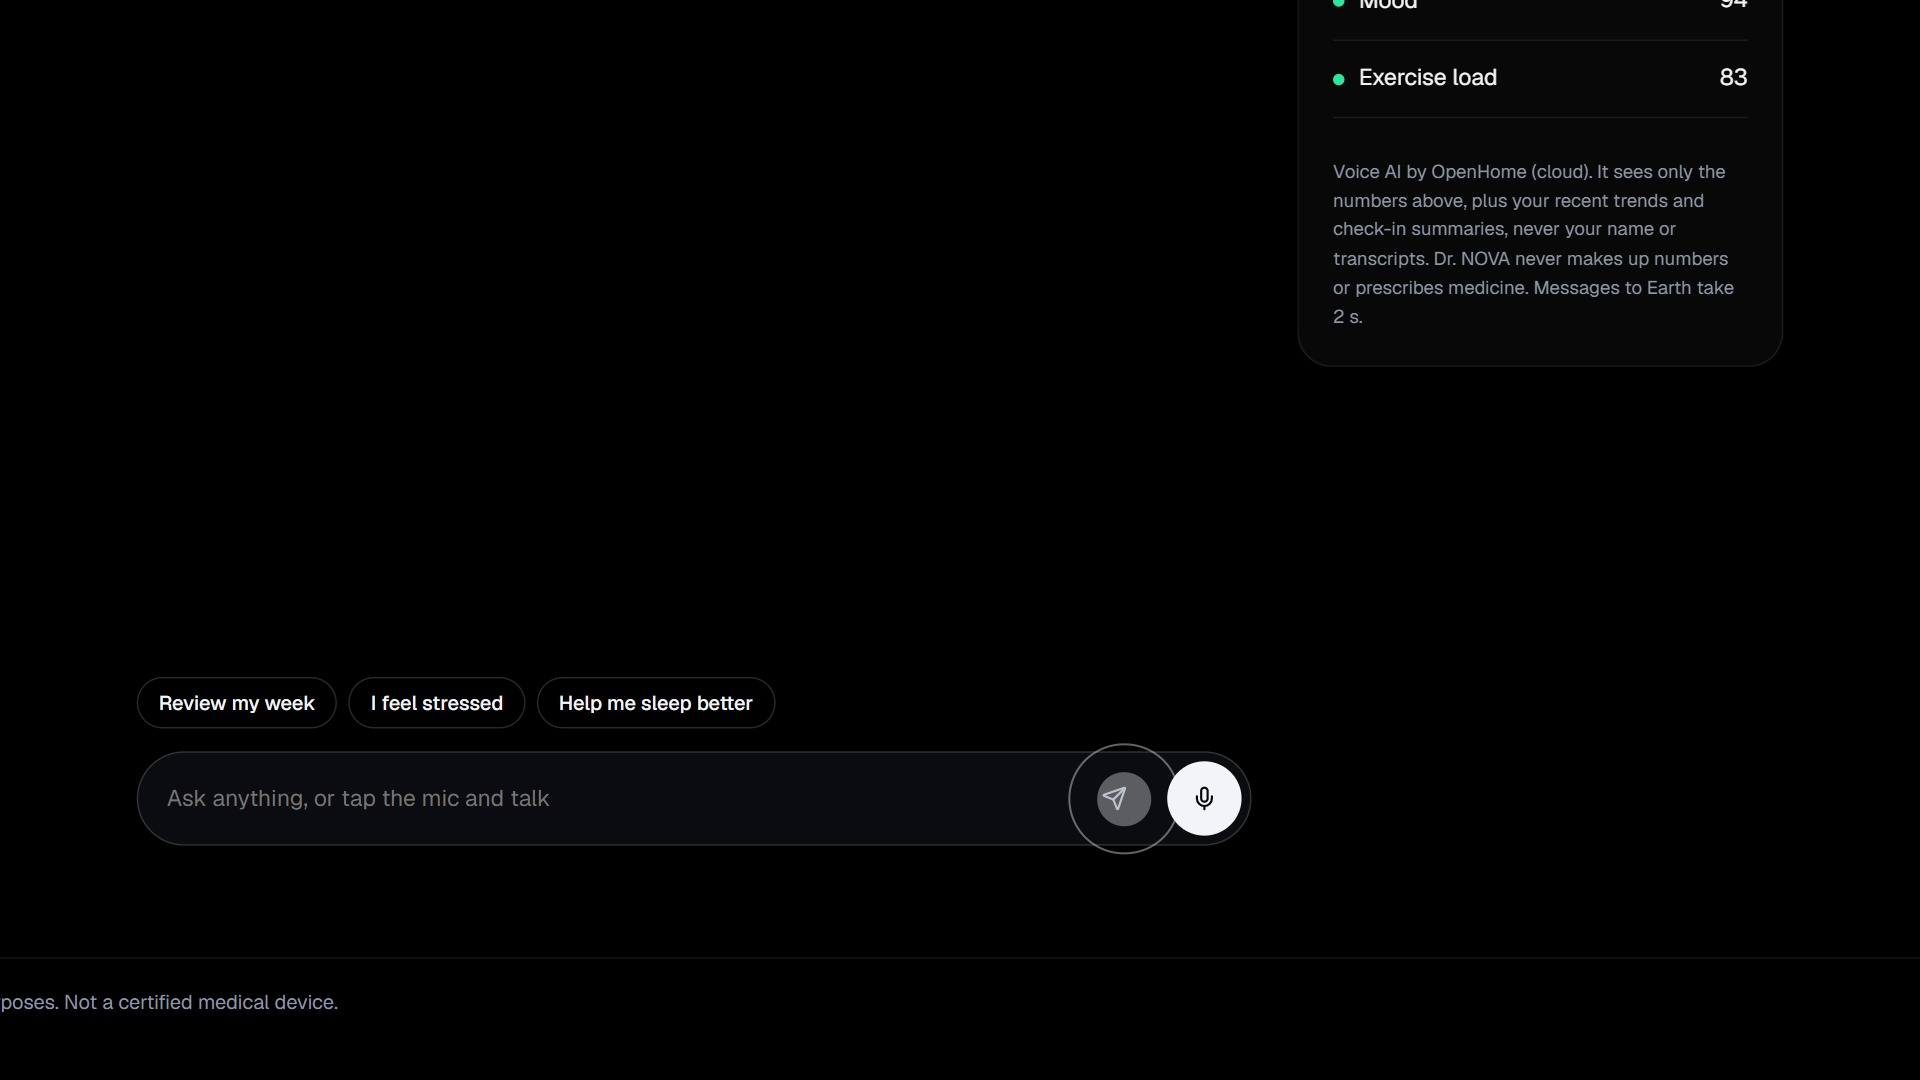 Mood 94
Exercise load 83
Voice AI by OpenHome (cloud). It sees only the
numbers above, plus your recent trends and
check-in summaries, never your name or
transcripts. Dr. NOVA never makes up numbers
or prescribes medicine. Messages to Earth take
2 s.
Review my week I feel stressed Help me sleep better
Ask anything, or tap the mic and talk
poses. Not a certified medical device.